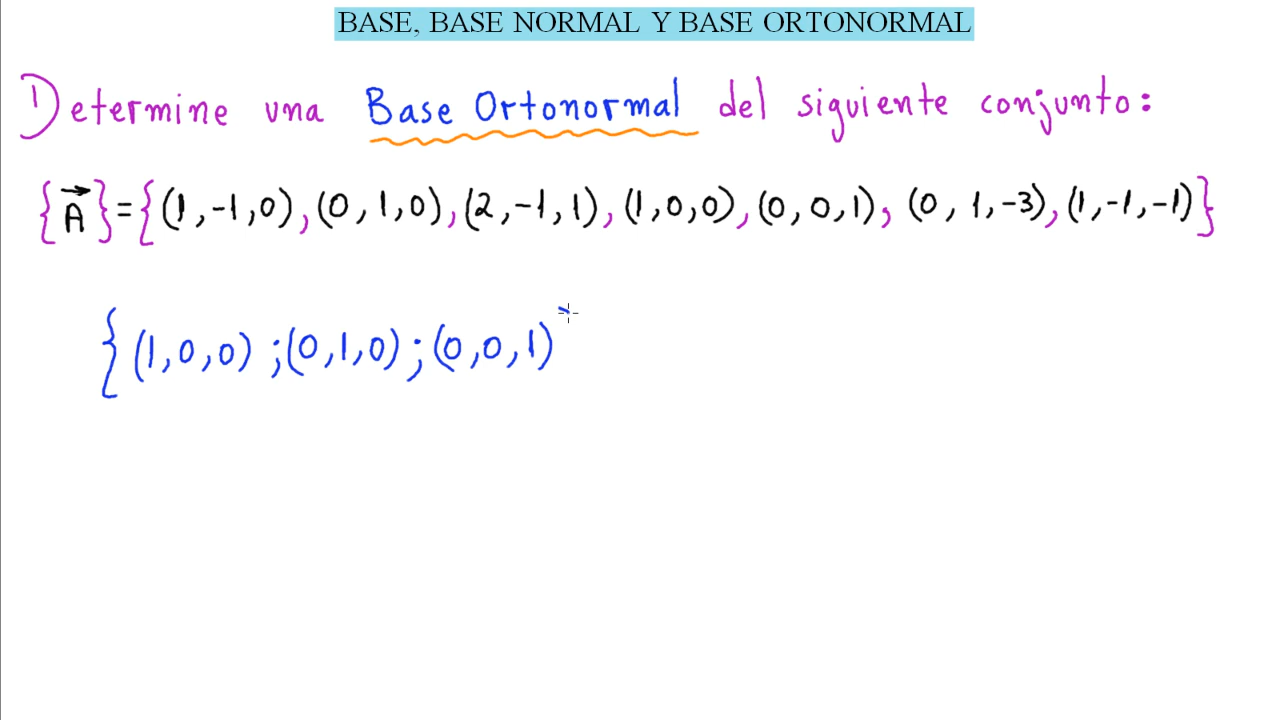 BASE, BASE NORMAL Y BASE ORTONORMAL
Determine una Base Ortonormal del siguiente conjunto:
{A⃗}={(1,-1,0),(0,1,0),(2,-1,1),(1,0,0),(0,0,1),(0,1,-3),(1,-1,-1)}
{(1,0,0);(0,1,0);(0,0,1)